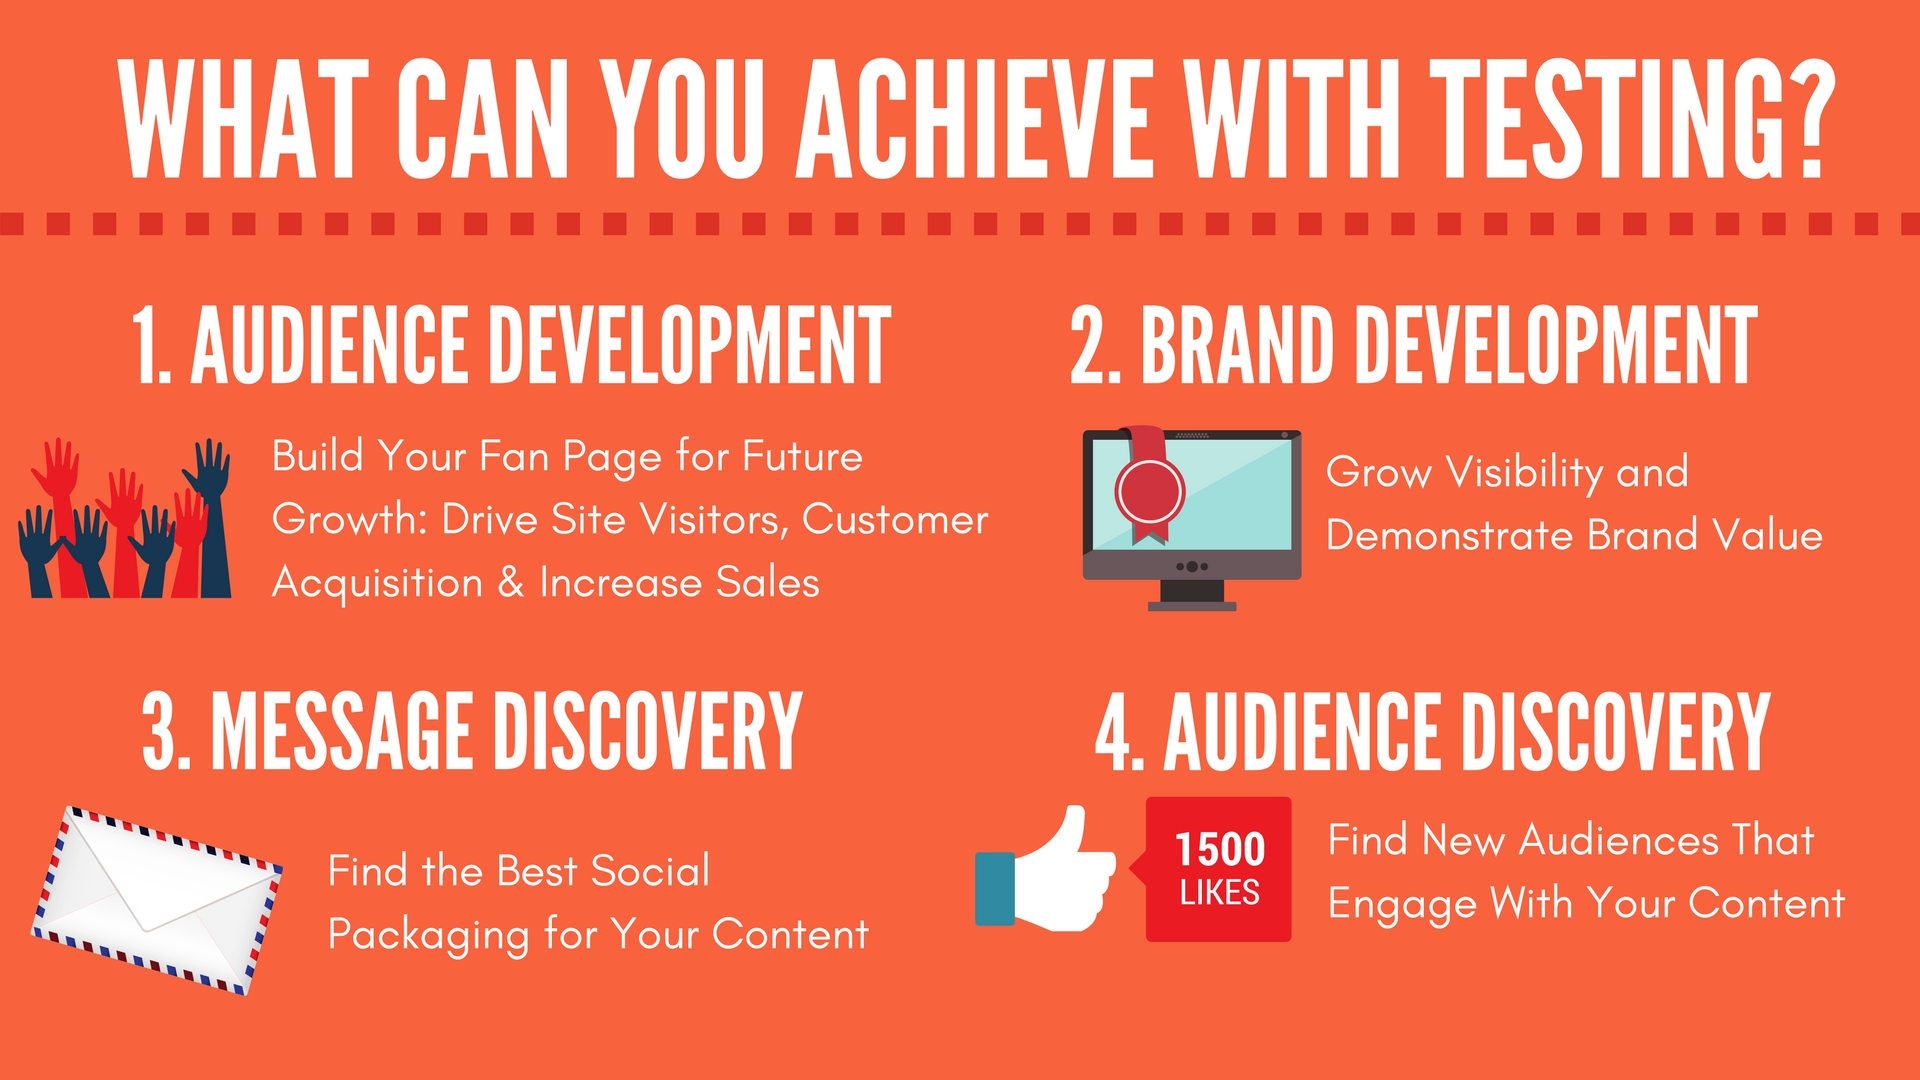 WHAT CAN YOU ACHIEVE WITH TESTING?
1. AUDIENCE DEVELOPMENT
Build Your Fan Page for Future
Growth: Drive Site Visitors, Customer
Acquisition & Increase Sales
2. BRAND DEVELOPMENT
Grow Visibility and
Demonstrate Brand Value
3. MESSAGE DISCOVERY
Find the Best Social
Packaging for Your Content
4. AUDIENCE DISCOVERY
1500
LIKES
Find New Audiences That
Engage With Your Content